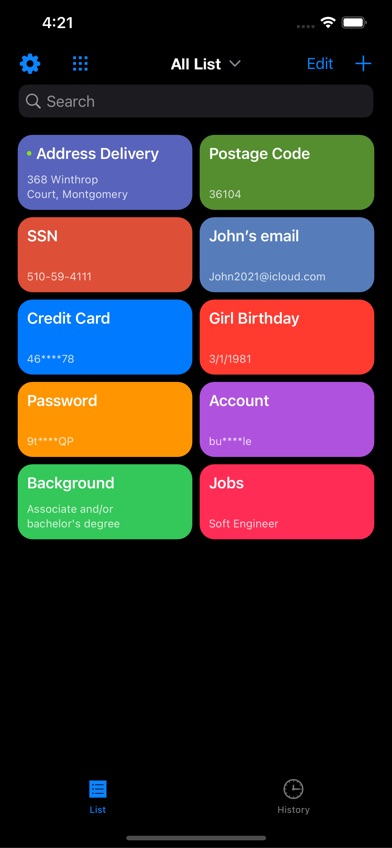 4:21
All List
Edit
Search
Address Delivery
368 Winthrop
Court, Montgomery
Postage Code
36104
SSN
510-59-4111
John’s email
John2021@icloud.com
Credit Card
46****78
Girl Birthday
3/1/1981
Password
9t****QP
Account
bu****le
Background
Associate and/or
bachelor's degree
Jobs
Soft Engineer
List
History